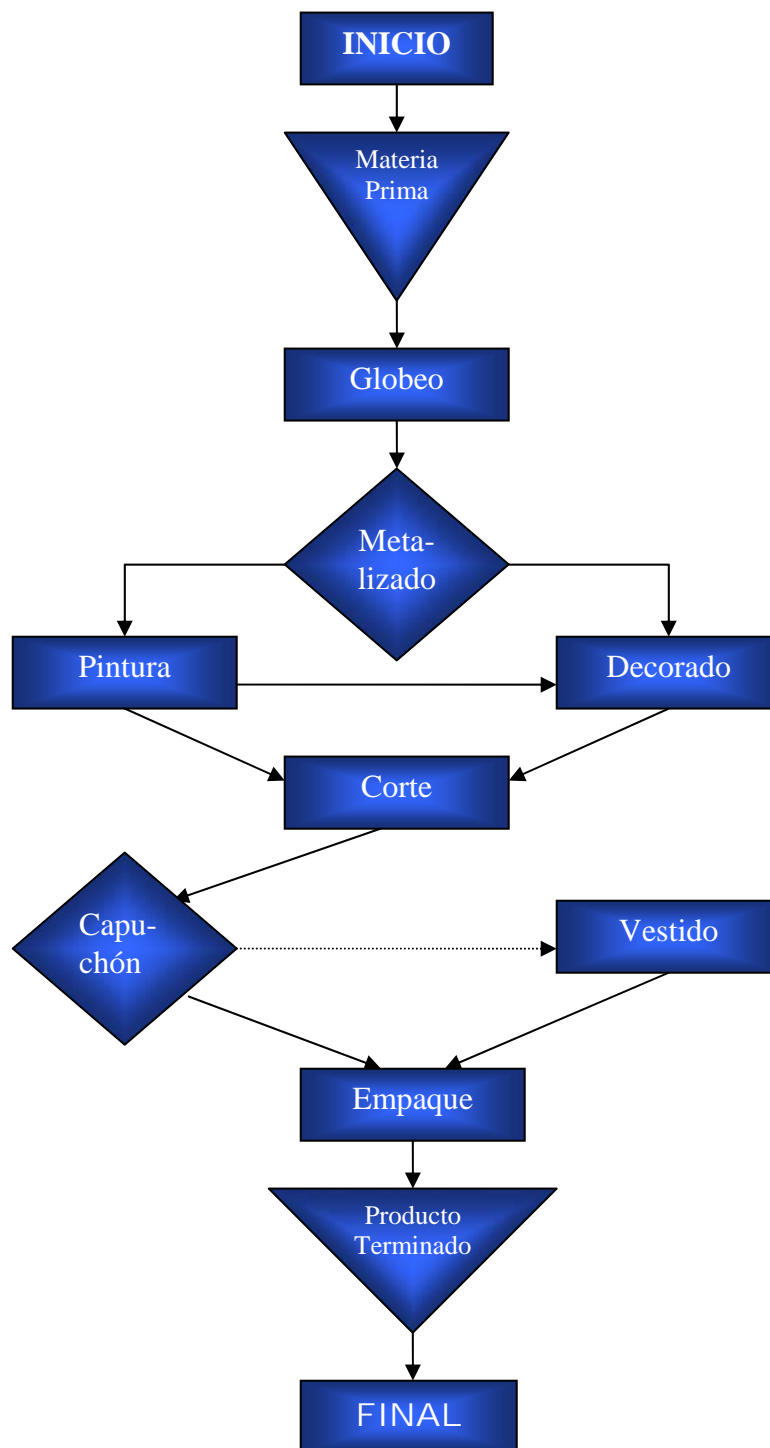 INICIO
Materia
Prima
Globeo
Meta-
lizado
Pintura
Decorado
Corte
Capu-
chón
Vestido
Empaque
Producto
Terminado
FINAL